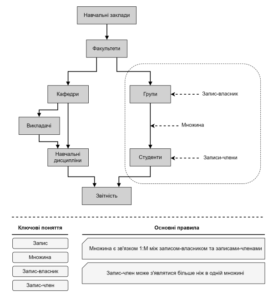 Навчальні заклади
Факультети
Кафедри
Групи
Запис-власник
Викладачі
Множина
Навчальні
дисципліни
Студенти
Записи-члени
Звітність
Ключові поняття
Основні правила
Запис
Множина
Запис-власник
Запис-член
Множина є зв'язком 1:М між записом-власником та записами-членами
Запис-член може з'являтися більше ніж в одній множині